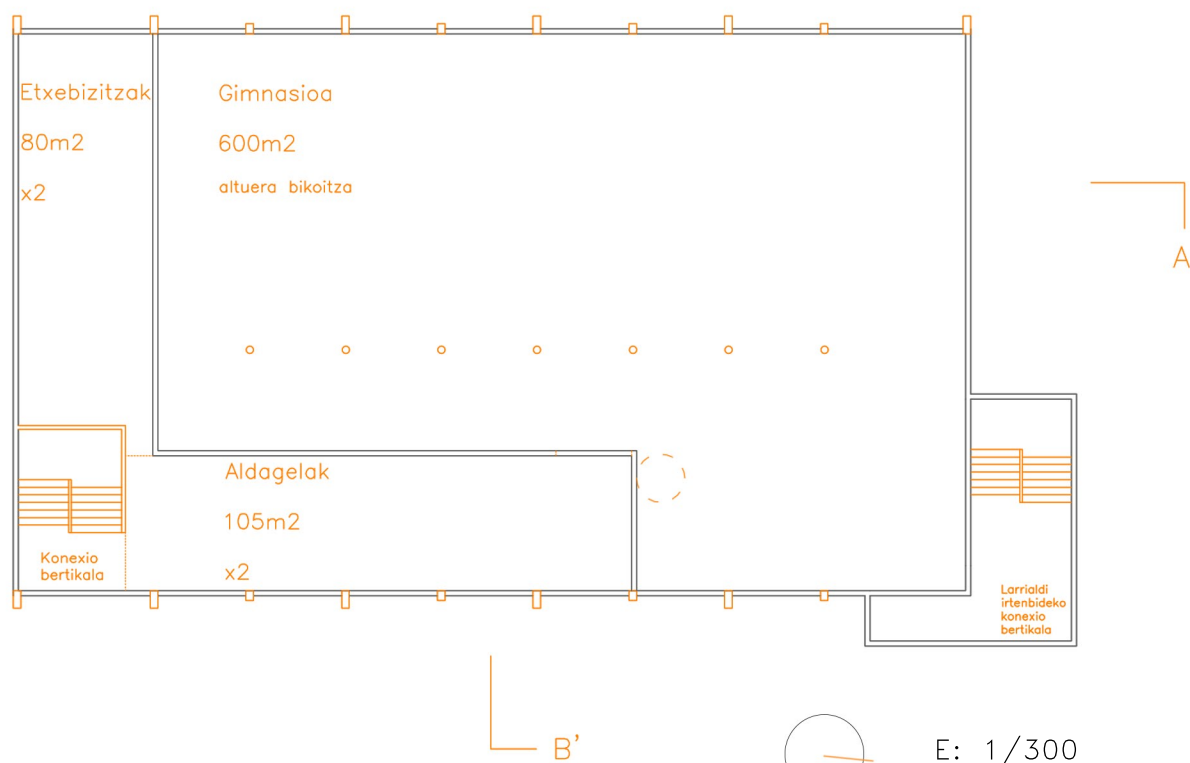 Etxebizitzak
80m2
x2
Gimnasioa
600m2
altuera bikoitza
A
Aldagelak
105m2
x2
Konexio
bertikala
Larrialdi
irtenbideko
konexio
bertikala
B'
E: 1/300